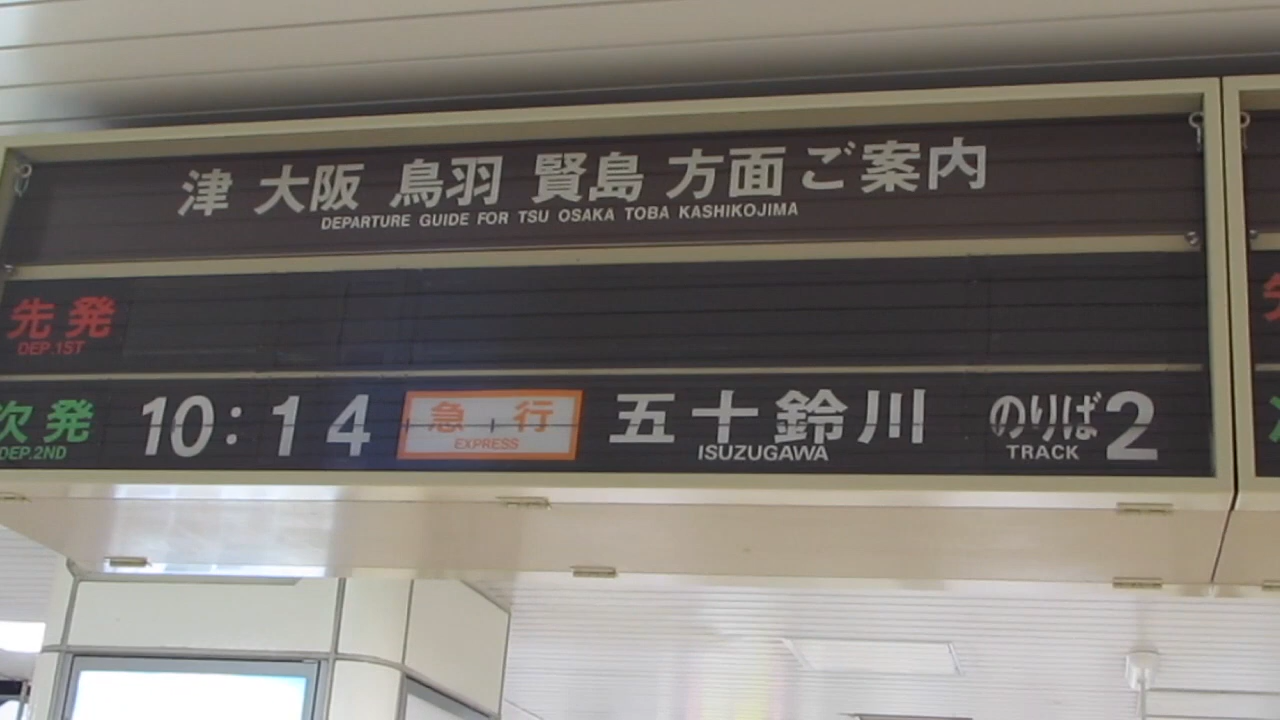 津 大阪 鳥羽 賢島 方面ご案内
DEPARTURE GUIDE FOR TSU OSAKA TOBA KASHIKOJIMA
先発
DEP.1ST
次発 10:14 急行 五十鈴川 のりば 2
DEP.2ND EXPRESS ISUZUGAWA TRACK